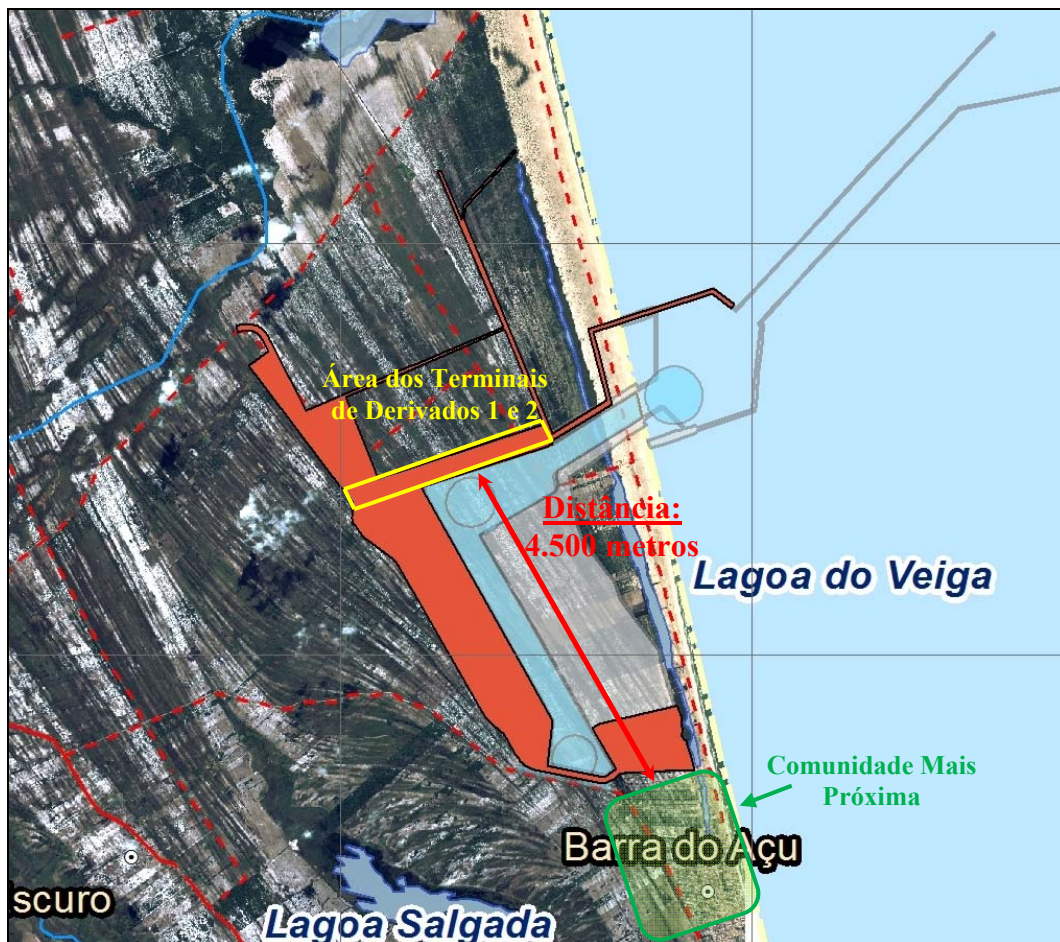 Área dos Terminais
de Derivados 1 e 2
Distância:
4.500 metros
Lagoa do Veiga
Comunidade Mais
Próxima
Barra do Açu
scuro
Lagoa Salgada